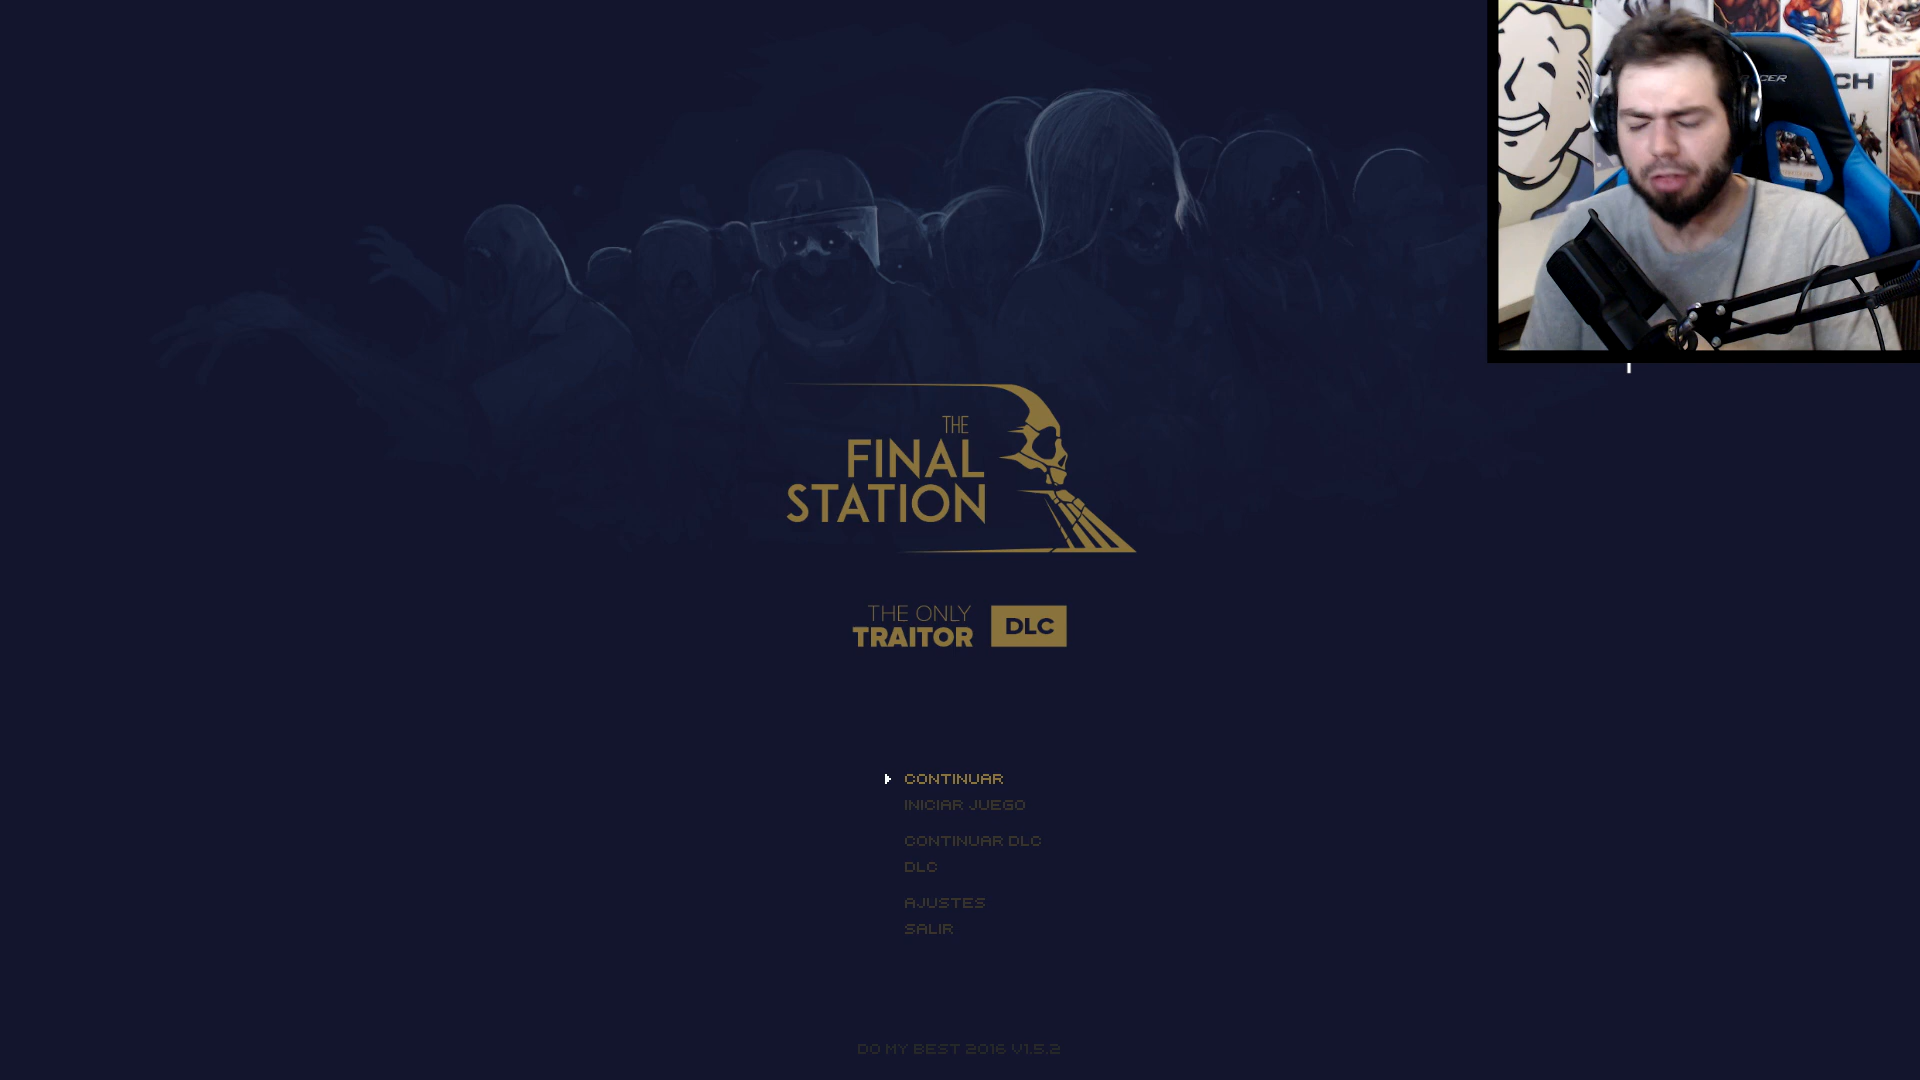 THE
FINAL
STATION
THE ONLY
TRAITOR
DLC
CONTINUAR
INICIAR JUEGO
CONTINUAR DLC
DLC
AJUSTES
SALIR
DO MY BEST 2016 V1.5.2
CH